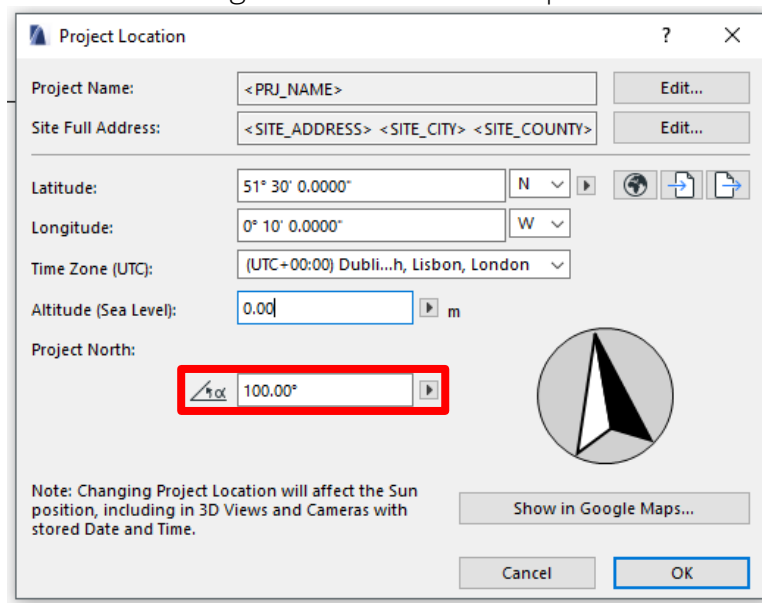 Project Location ? ×
Project Name: <PRJ_NAME> Edit...
Site Full Address: <SITE_ADDRESS> <SITE_CITY> <SITE_COUNTY> Edit...
Latitude: 51° 30' 0.0000" N
Longitude: 0° 10' 0.0000" W
Time Zone (UTC): (UTC+00:00) Dubli...h, Lisbon, London
Altitude (Sea Level): 0.00 m
Project North:
α 100.00°
Note: Changing Project Location will affect the Sun
position, including in 3D Views and Cameras with
stored Date and Time.
Show in Google Maps...
Cancel OK